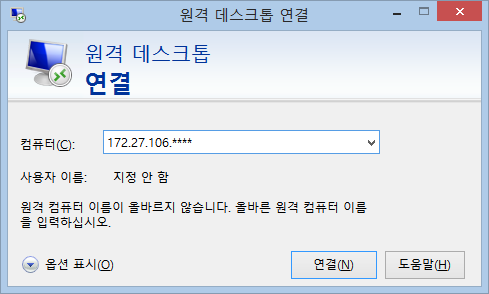 원격 데스크톱 연결
원격 데스크톱
연결
컴퓨터(C):
172.27.106.****
사용자 이름: 지정 안 함
원격 컴퓨터 이름이 올바르지 않습니다. 올바른 원격 컴퓨터 이름
을 입력하십시오.
옵션 표시(O)
연결(N)
도움말(H)